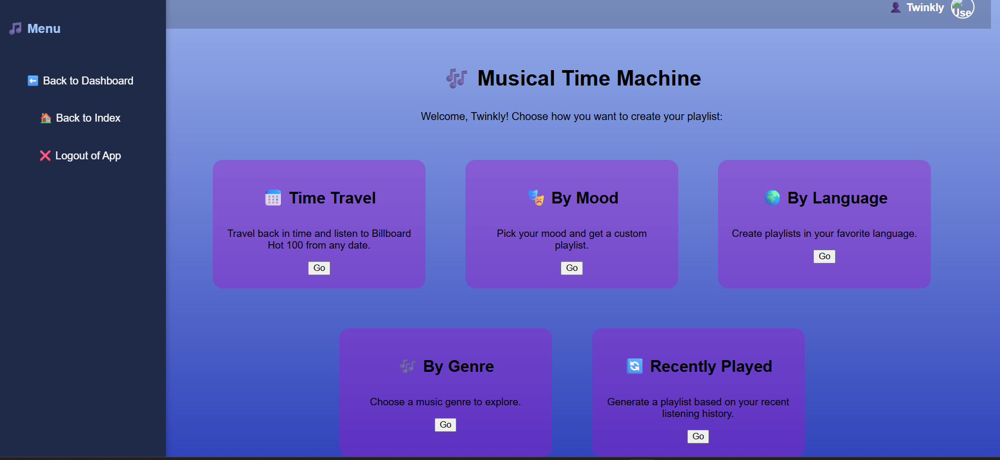 Menu
Back to Dashboard
Back to Index
Logout of App
Twinkly
Use
Musical Time Machine
Welcome, Twinkly! Choose how you want to create your playlist:
Time Travel
Travel back in time and listen to Billboard
Hot 100 from any date.
Go
By Mood
Pick your mood and get a custom
playlist.
Go
By Language
Create playlists in your favorite language.
Go
By Genre
Choose a music genre to explore.
Go
Recently Played
Generate a playlist based on your recent
listening history.
Go